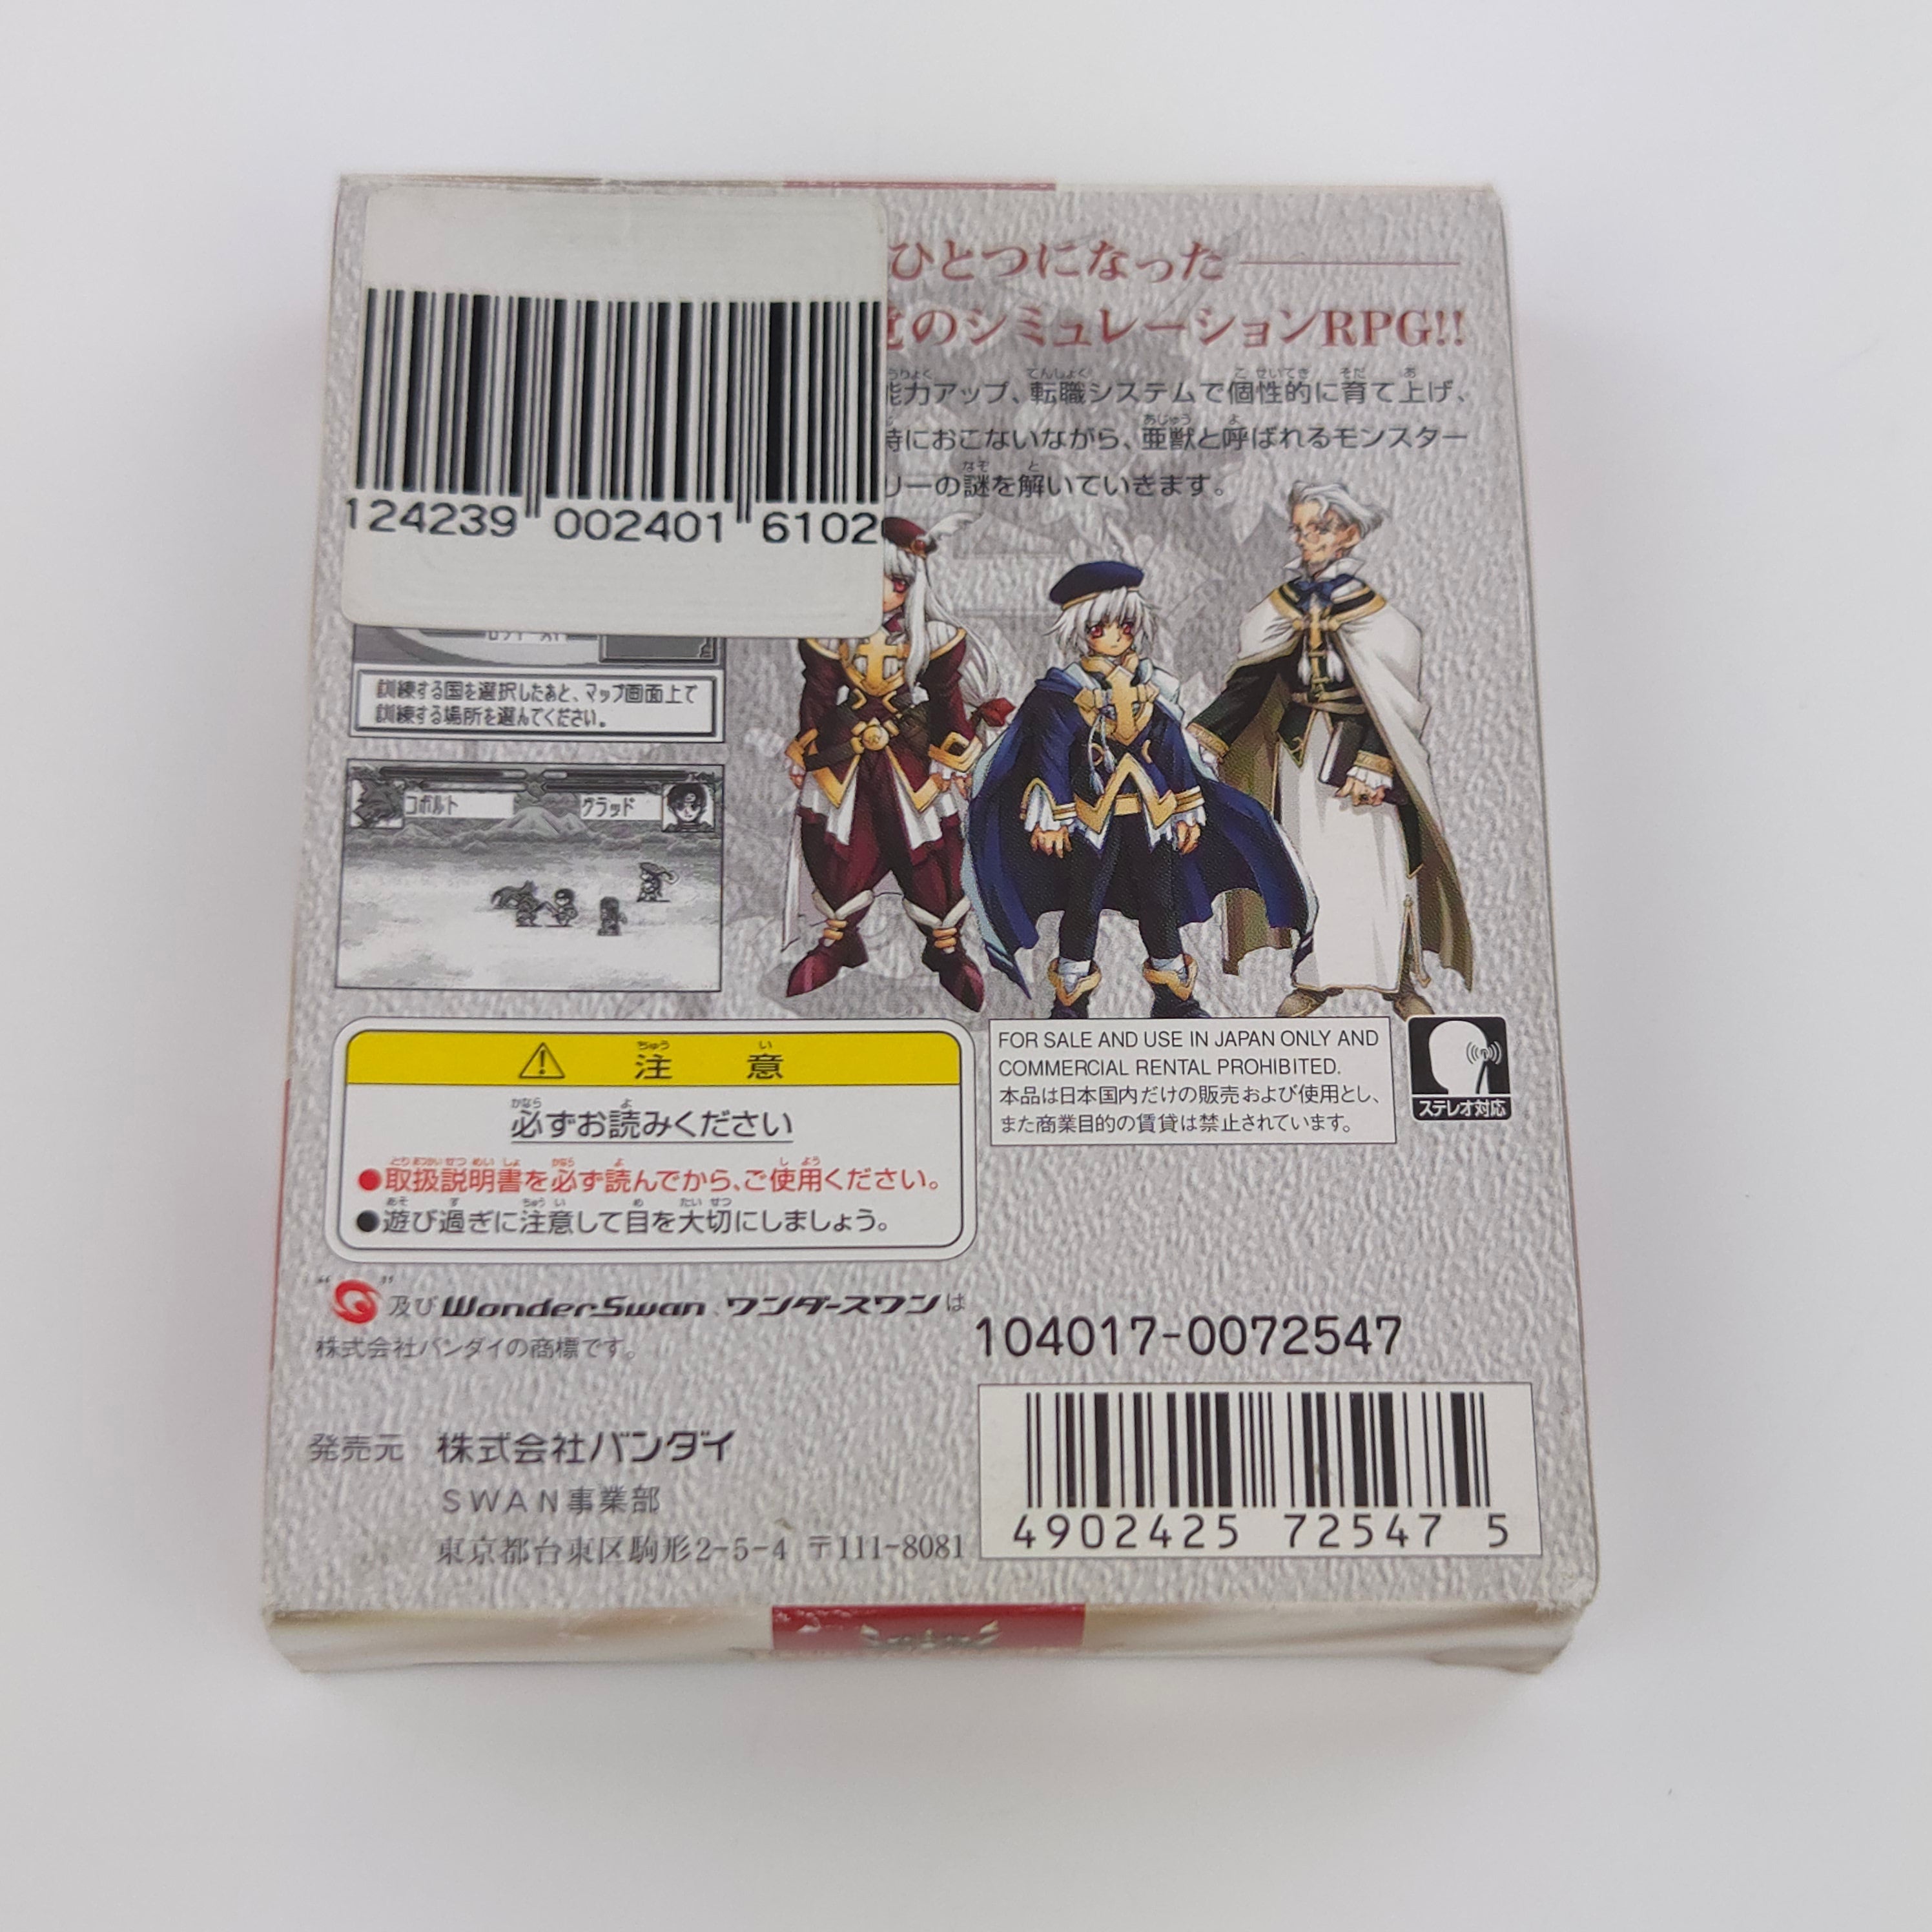 ひとつになった
覚のシミュレーションRPG!!
能力アップ、転職システムで個性的に育て上げ、
時におこないながら、亜獣と呼ばれるモンスター
リーの謎を解いていきます。
124239 002401 6102
訓練する国を選択したあと、マップ画面上で
訓練する場所を選んでください。
コボルト グラッド
注意
必ずお読みください
●取扱説明書を必ず読んでから、ご使用ください。
●遊び過ぎに注意して目を大切にしましょう。
FOR SALE AND USE IN JAPAN ONLY AND
COMMERCIAL RENTAL PROHIBITED.
本品は日本国内だけの販売および使用とし、
また商業目的の賃貸は禁止されています。
ステレオ対応
“ ”及びWonderSwan、ワンダースワンは
株式会社バンダイの商標です。
104017-0072547
発売元 株式会社バンダイ
SWAN事業部
東京都台東区駒形2-5-4 〒111-8081
4902425 72547 5